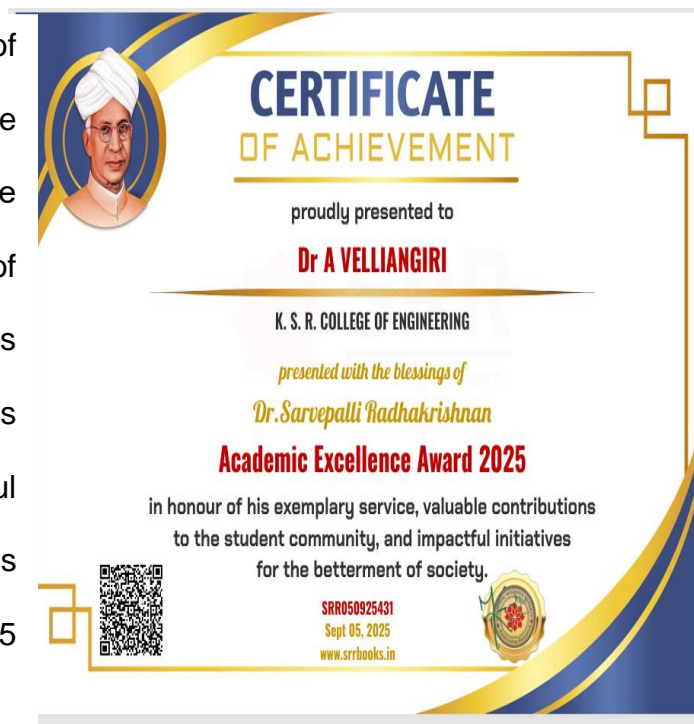 of
e
e
of
s
s
ul
s
5
CERTIFICATE
OF ACHIEVEMENT
proudly presented to
Dr A VELLIANGIRI
K. S. R. COLLEGE OF ENGINEERING
presented with the blessings of
Dr.Sarvepalli Radhakrishnan
Academic Excellence Award 2025
in honour of his exemplary service, valuable contributions
to the student community, and impactful initiatives
for the betterment of society.
SRR050925431
Sept 05, 2025
www.srrbooks.in